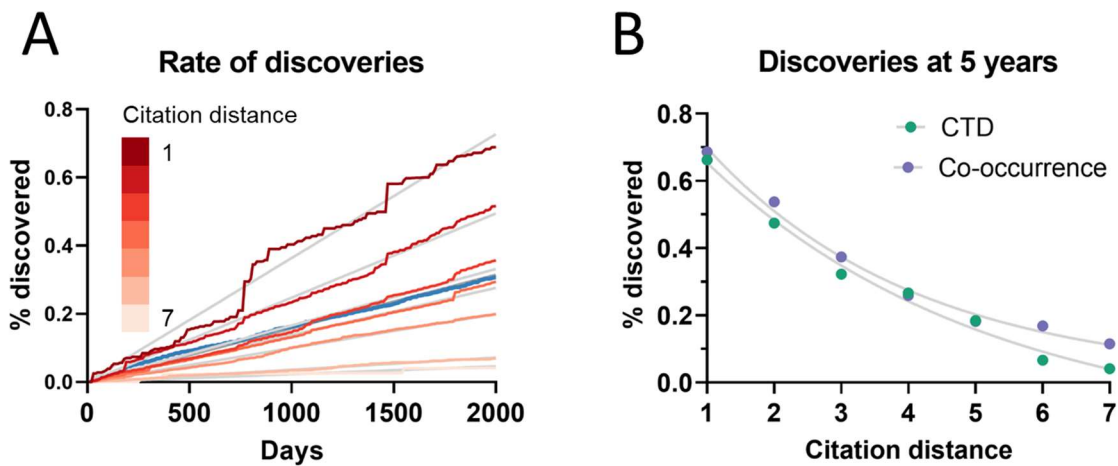 A
Rate of discoveries
% discovered
0.8
0.6
0.4
0.2
0.0
Citation distance
1
7
0
500
1000
1500
2000
Days
B
Discoveries at 5 years
% discovered
0.8
0.6
0.4
0.2
0.0
CTD
Co-occurrence
1
2
3
4
5
6
7
Citation distance